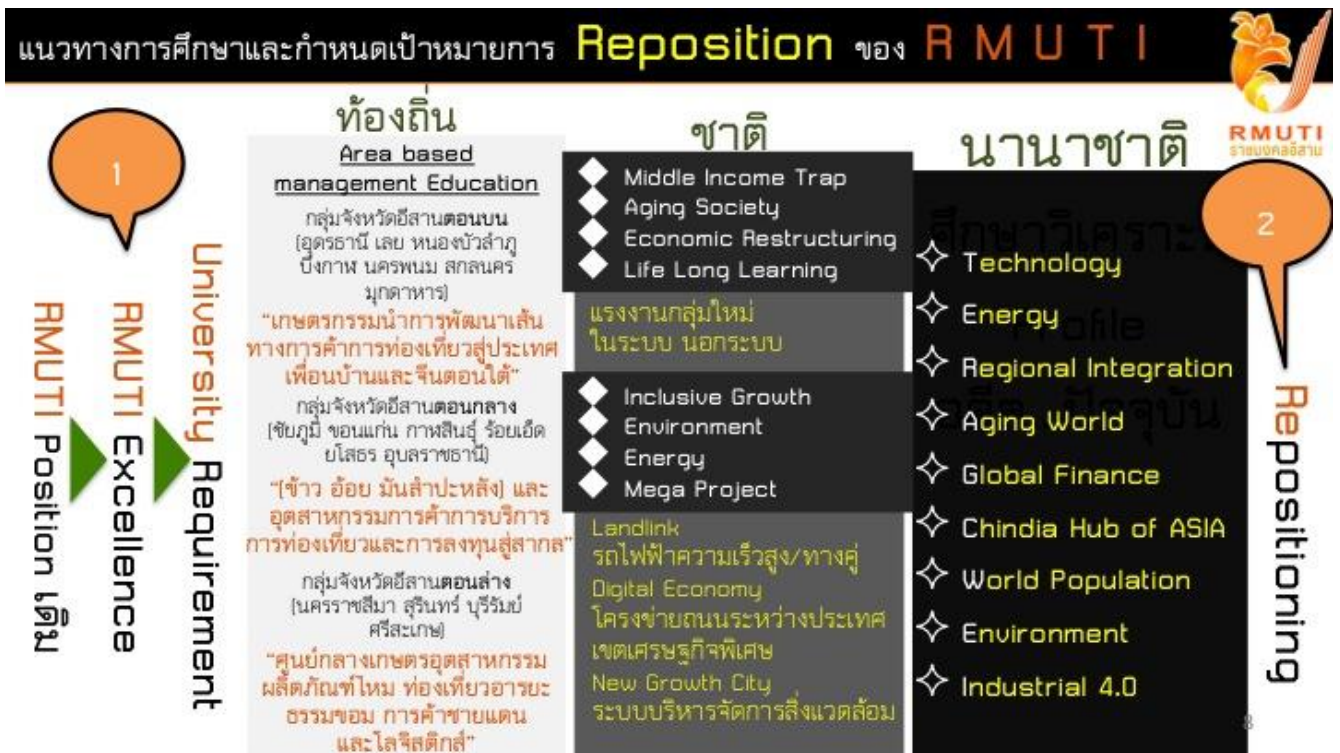 แนวทางการศึกษาและกำหนดเป้าหมายการ Reposition ของ R M U T I
RMUTI
ราชมงคลอีสาน
1
RMUTI Position เดิม
RMUTI Excellence
University Requirement
ท้องถิ่น
Area based
management Education
กลุ่มจังหวัดอีสานตอนบน
(อุดรธานี เลย หนองบัวลำภู
บึงกาฬ นครพนม สกลนคร
มุกดาหาร)
"เกษตรกรรมนำการพัฒนาเส้น
ทางการค้าการท่องเที่ยวสู่ประเทศ
เพื่อนบ้านและจีนตอนใต้"
กลุ่มจังหวัดอีสานตอนกลาง
(ชัยภูมิ ขอนแก่น กาฬสินธุ์ ร้อยเอ็ด
ยโสธร อุบลราชธานี)
"(ข้าว อ้อย มันสำปะหลัง) และ
อุตสาหกรรมการค้าการบริการ
การท่องเที่ยวและการลงทุนสู่สากล"
กลุ่มจังหวัดอีสานตอนล่าง
(นครราชสีมา สุรินทร์ บุรีรัมย์
ศรีสะเกษ)
"ศูนย์กลางเกษตรอุตสาหกรรม
ผลิตภัณฑ์ไหม ท่องเที่ยวอารยะ
ธรรมขอม การค้าชายแดน
และโลจิสติกส์"
ชาติ
Middle Income Trap
Aging Society
Economic Restructuring
Life Long Learning
แรงงานกลุ่มใหม่
ในระบบ นอกระบบ
Inclusive Growth
Environment
Energy
Mega Project
Landlink
รถไฟฟ้าความเร็วสูง/ทางคู่
Digital Economy
โครงข่ายถนนระหว่างประเทศ
เขตเศรษฐกิจพิเศษ
New Growth City
ระบบบริหารจัดการสิ่งแวดล้อม
นานาชาติ
Technology
Energy
Regional Integration
Aging World
Global Finance
Chindia Hub of ASIA
World Population
Environment
Industrial 4.0
ศึกษาวิเคราะห์
Profile
อดีต ปัจจุบัน
2
Repositioning
8